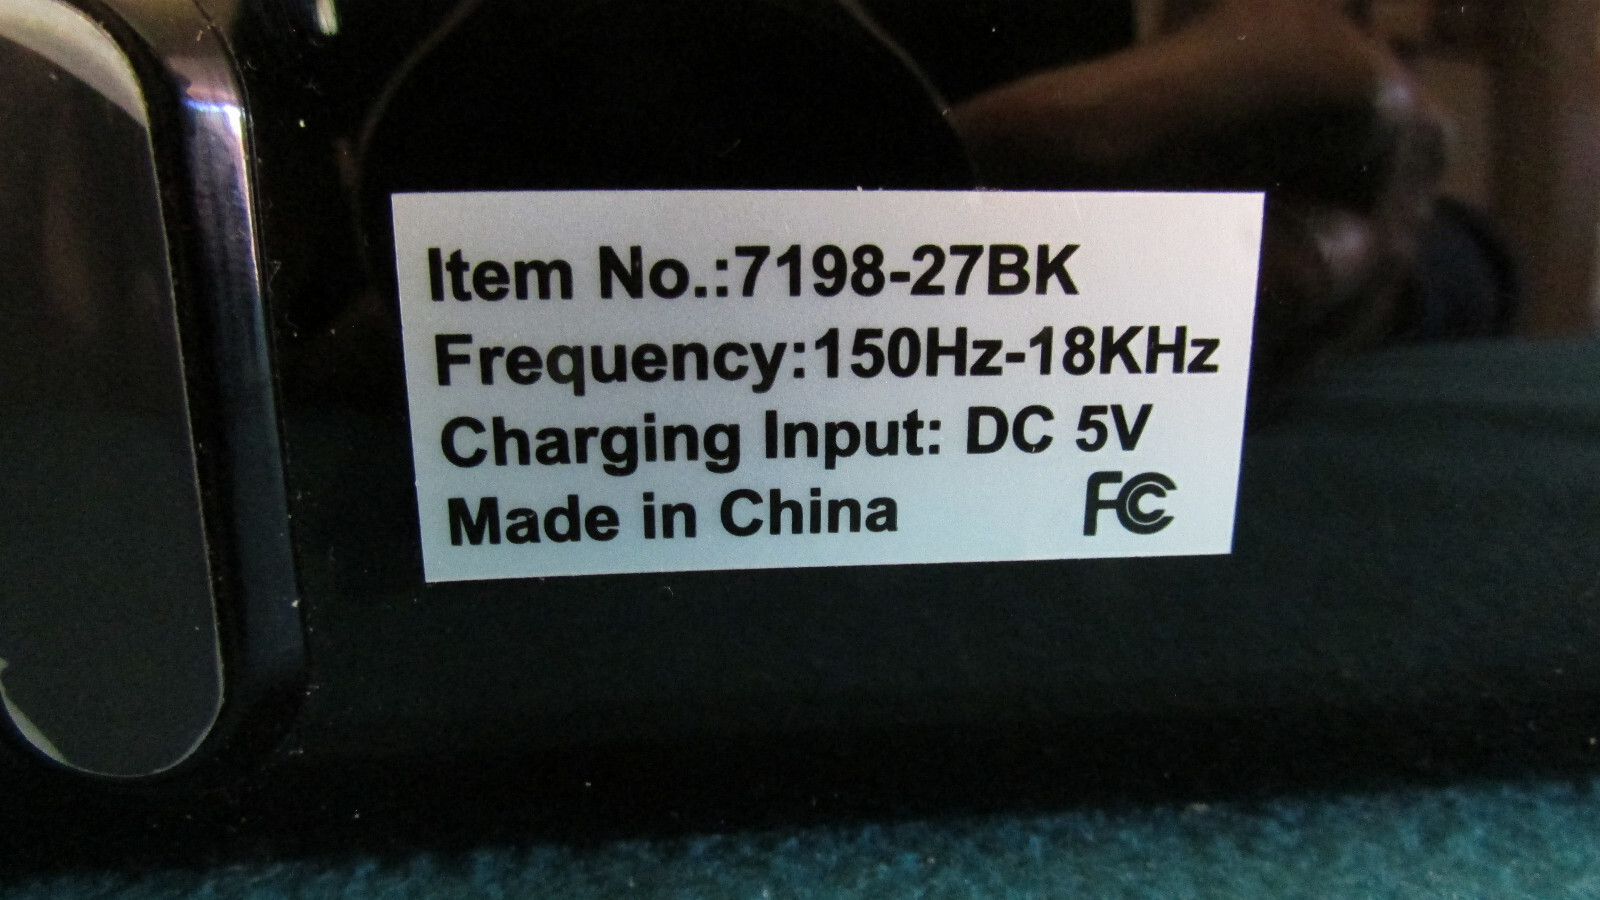 Item No.:7198-27BK
Frequency:150Hz-18KHz
Charging Input: DC 5V
Made in China FC